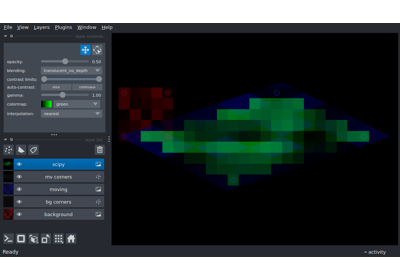 File View Layers Plugins Window Help
opacity: 0.50
blending: translucent_no_depth
contrast limits:
auto-contrast: once continuous
gamma: 1.00
colormap: green
interpolation: nearest
scipy
mv corners
moving
bg corners
background
Ready
activity